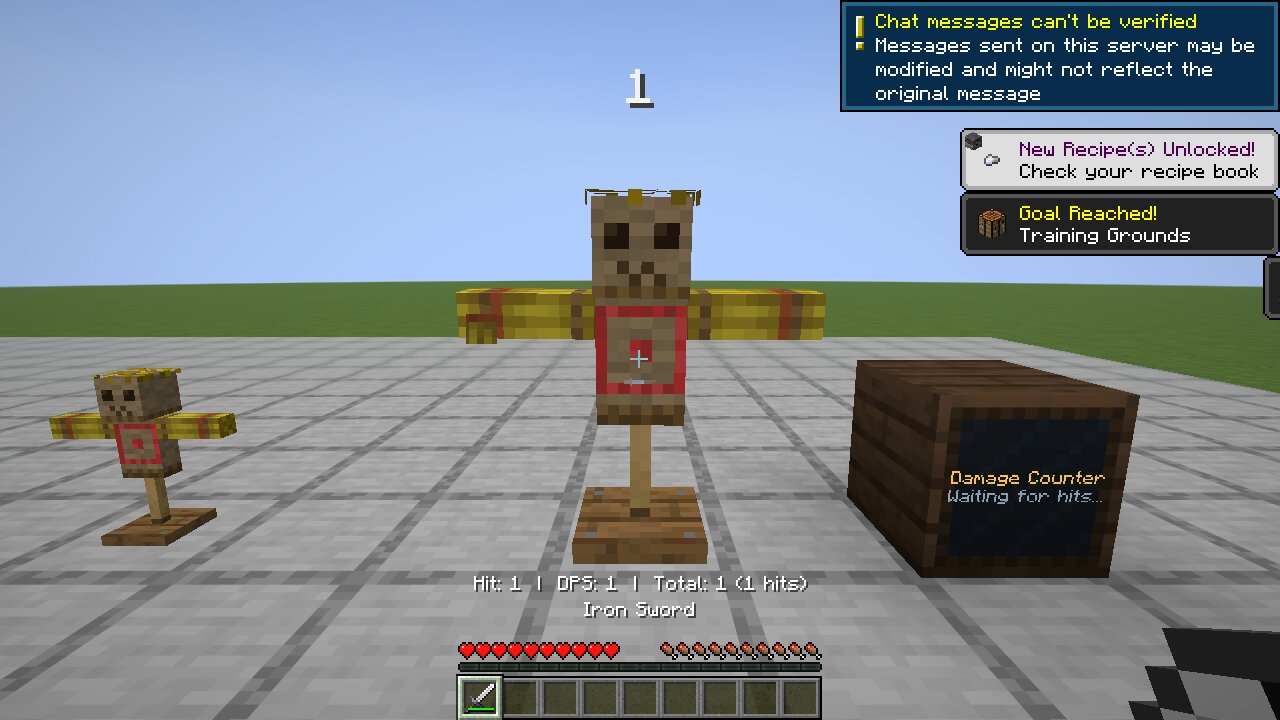 Chat messages can't be verified
Messages sent on this server may be
modified and might not reflect the
original message
1
New Recipe(s) Unlocked!
Check your recipe book
Goal Reached!
Training Grounds
Damage Counter
Waiting for hits...
Hit: 1 | DPS: 1 | Total: 1 (1 hits)
Iron Sword